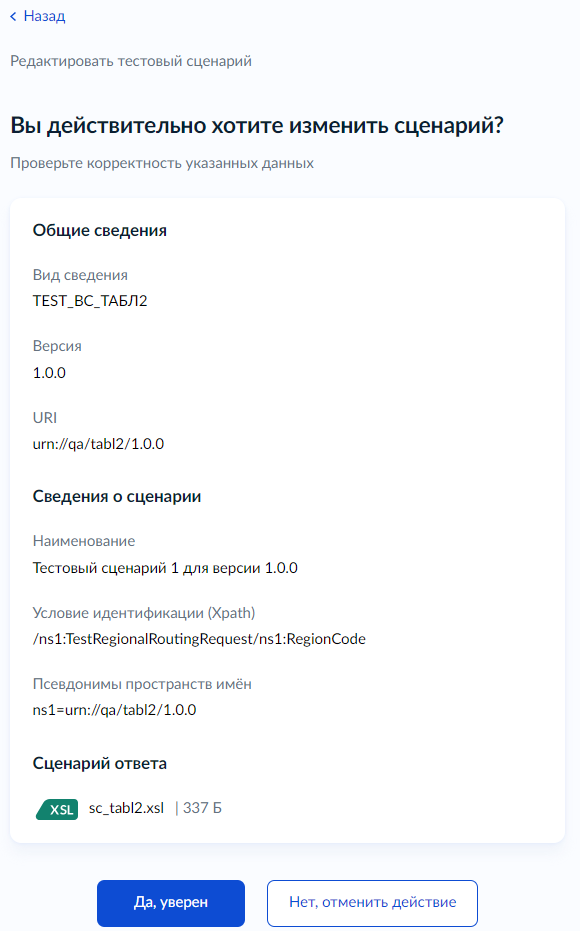 Назад
Редактировать тестовый сценарий
Вы действительно хотите изменить сценарий?
Проверьте корректность указанных данных
Общие сведения
Вид сведения
TEST_ВС_ТАБЛ2
Версия
1.0.0
URI
urn://qa/tabl2/1.0.0
Сведения о сценарии
Наименование
Тестовый сценарий 1 для версии 1.0.0
Условие идентификации (Xpath)
/ns1:TestRegionalRoutingRequest/ns1:RegionCode
Псевдонимы пространств имён
ns1=urn://qa/tabl2/1.0.0
Сценарий ответа
XSL sc_tabl2.xsl | 337 Б
Да, уверен Нет, отменить действие